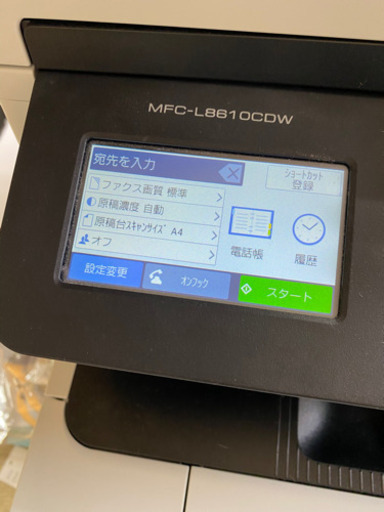 MFC-L8610CDW
宛先を入力
ショートカット
登録
ファクス画質 標準
原稿濃度 自動
原稿台スキャンサイズ A4
オフ
電話帳
履歴
設定変更
オンフック
スタート